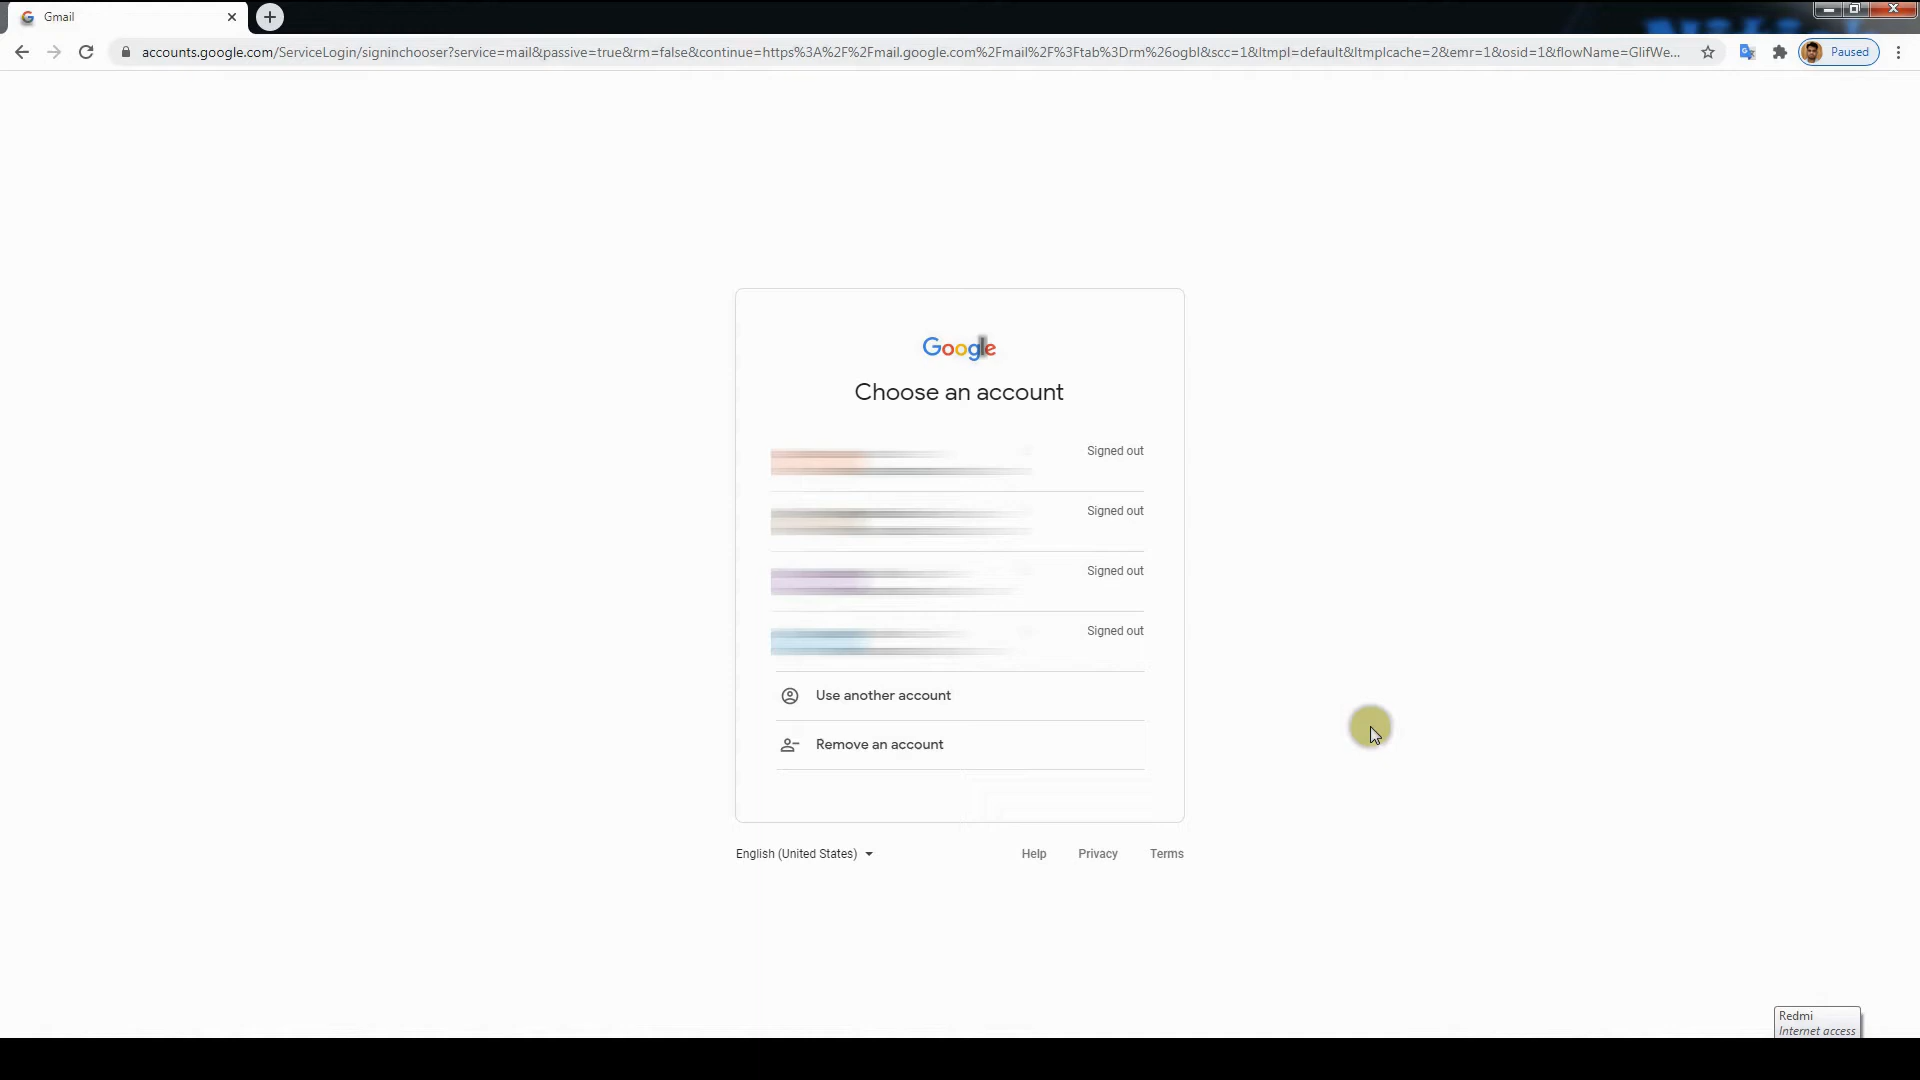 Gmail
accounts.google.com/ServiceLogin/signinchooser?service=mail&passive=true&rm=false&continue=https%3A%2F%2Fmail.google.com%2Fmail%2F%3Ftab%3Drm%26ogbl&scc=1&ltmpl=default&ltmplcache=2&emr=1&osid=1&flowName=GlifWe...
Paused
Google
Choose an account
Signed out
Signed out
Signed out
Signed out
Use another account
Remove an account
English (United States)
Help
Privacy
Terms
Redmi
Internet access